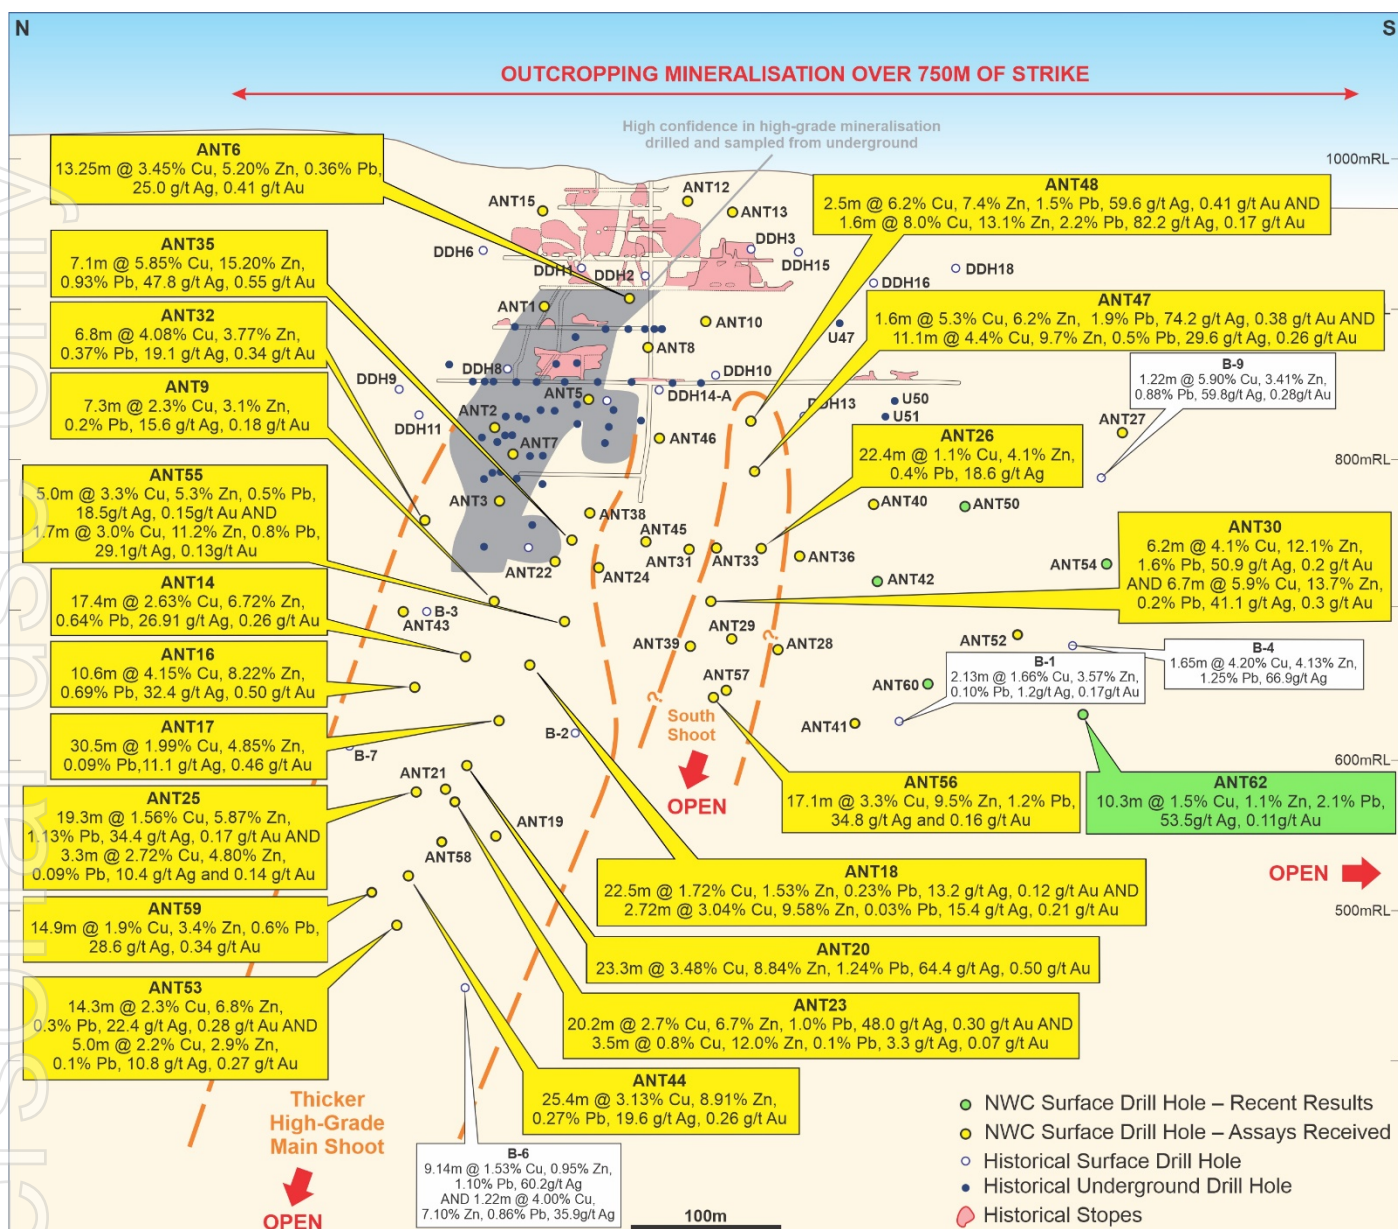 N
S
OUTCROPPING MINERALISATION OVER 750M OF STRIKE
High confidence in high-grade mineralisation
drilled and sampled from underground
1000mRL
800mRL
600mRL
500mRL
ANT6
13.25m @ 3.45% Cu, 5.20% Zn, 0.36% Pb,
25.0 g/t Ag, 0.41 g/t Au
ANT35
7.1m @ 5.85% Cu, 15.20% Zn,
0.93% Pb, 47.8 g/t Ag, 0.55 g/t Au
ANT32
6.8m @ 4.08% Cu, 3.77% Zn,
0.37% Pb, 19.1 g/t Ag, 0.34 g/t Au
ANT9
7.3m @ 2.3% Cu, 3.1% Zn,
0.2% Pb, 15.6 g/t Ag, 0.18 g/t Au
ANT55
5.0m @ 3.3% Cu, 5.3% Zn, 0.5% Pb,
18.5g/t Ag, 0.15g/t Au AND
1.7m @ 3.0% Cu, 11.2% Zn, 0.8% Pb,
29.1g/t Ag, 0.13g/t Au
ANT14
17.4m @ 2.63% Cu, 6.72% Zn,
0.64% Pb, 26.91 g/t Ag, 0.26 g/t Au
ANT16
10.6m @ 4.15% Cu, 8.22% Zn,
0.69% Pb, 32.4 g/t Ag, 0.50 g/t Au
ANT17
30.5m @ 1.99% Cu, 4.85% Zn,
0.09% Pb,11.1 g/t Ag, 0.46 g/t Au
ANT25
19.3m @ 1.56% Cu, 5.87% Zn,
1.13% Pb, 34.4 g/t Ag, 0.17 g/t Au AND
3.3m @ 2.72% Cu, 4.80% Zn,
0.09% Pb, 10.4 g/t Ag and 0.14 g/t Au
ANT59
14.9m @ 1.9% Cu, 3.4% Zn, 0.6% Pb,
28.6 g/t Ag, 0.34 g/t Au
ANT53
14.3m @ 2.3% Cu, 6.8% Zn,
0.3% Pb, 22.4 g/t Ag, 0.28 g/t Au AND
5.0m @ 2.2% Cu, 2.9% Zn,
0.1% Pb, 10.8 g/t Ag, 0.27 g/t Au
ANT48
2.5m @ 6.2% Cu, 7.4% Zn, 1.5% Pb, 59.6 g/t Ag, 0.41 g/t Au AND
1.6m @ 8.0% Cu, 13.1% Zn, 2.2% Pb, 82.2 g/t Ag, 0.17 g/t Au
ANT47
1.6m @ 5.3% Cu, 6.2% Zn, 1.9% Pb, 74.2 g/t Ag, 0.38 g/t Au AND
11.1m @ 4.4% Cu, 9.7% Zn, 0.5% Pb, 29.6 g/t Ag, 0.26 g/t Au
B-9
1.22m @ 5.90% Cu, 3.41% Zn,
0.88% Pb, 59.8g/t Ag, 0.28g/t Au
ANT26
22.4m @ 1.1% Cu, 4.1% Zn,
0.4% Pb, 18.6 g/t Ag
ANT30
6.2m @ 4.1% Cu, 12.1% Zn,
1.6% Pb, 50.9 g/t Ag, 0.2 g/t Au
AND 6.7m @ 5.9% Cu, 13.7% Zn,
0.2% Pb, 41.1 g/t Ag, 0.3 g/t Au
B-4
1.65m @ 4.20% Cu, 4.13% Zn,
1.25% Pb, 66.9g/t Ag
B-1
2.13m @ 1.66% Cu, 3.57% Zn,
0.10% Pb, 1.2g/t Ag, 0.17g/t Au
ANT56
17.1m @ 3.3% Cu, 9.5% Zn, 1.2% Pb,
34.8 g/t Ag and 0.16 g/t Au
ANT62
10.3m @ 1.5% Cu, 1.1% Zn, 2.1% Pb,
53.5g/t Ag, 0.11g/t Au
ANT18
22.5m @ 1.72% Cu, 1.53% Zn, 0.23% Pb, 13.2 g/t Ag, 0.12 g/t Au AND
2.72m @ 3.04% Cu, 9.58% Zn, 0.03% Pb, 15.4 g/t Ag, 0.21 g/t Au
ANT20
23.3m @ 3.48% Cu, 8.84% Zn, 1.24% Pb, 64.4 g/t Ag, 0.50 g/t Au
ANT23
20.2m @ 2.7% Cu, 6.7% Zn, 1.0% Pb, 48.0 g/t Ag, 0.30 g/t Au AND
3.5m @ 0.8% Cu, 12.0% Zn, 0.1% Pb, 3.3 g/t Ag, 0.07 g/t Au
ANT44
25.4m @ 3.13% Cu, 8.91% Zn,
0.27% Pb, 19.6 g/t Ag, 0.26 g/t Au
B-6
9.14m @ 1.53% Cu, 0.95% Zn,
1.10% Pb, 60.2g/t Ag
AND 1.22m @ 4.00% Cu,
7.10% Zn, 0.86% Pb, 35.9g/t Ag
ANT15
ANT12
ANT13
DDH6
DDH1
DDH2
DDH3
DDH15
DDH16
DDH18
ANT1
ANT10
ANT8
U47
DDH8
DDH9
DDH10
DDH14-A
DDH11
DDH13
U50
U51
ANT5
ANT2
ANT7
ANT46
ANT27
ANT3
ANT38
ANT40
ANT50
ANT45
ANT31
ANT33
ANT36
ANT22
ANT24
ANT42
ANT54
B-3
ANT43
ANT39
ANT29
ANT28
ANT52
ANT57
ANT60
ANT41
B-2
B-7
ANT21
ANT19
ANT58
?
?
South
Shoot
OPEN
OPEN
Thicker
High-Grade
Main Shoot
OPEN
100m
NWC Surface Drill Hole – Recent Results
NWC Surface Drill Hole – Assays Received
Historical Surface Drill Hole
Historical Underground Drill Hole
Historical Stopes
ersonal use only